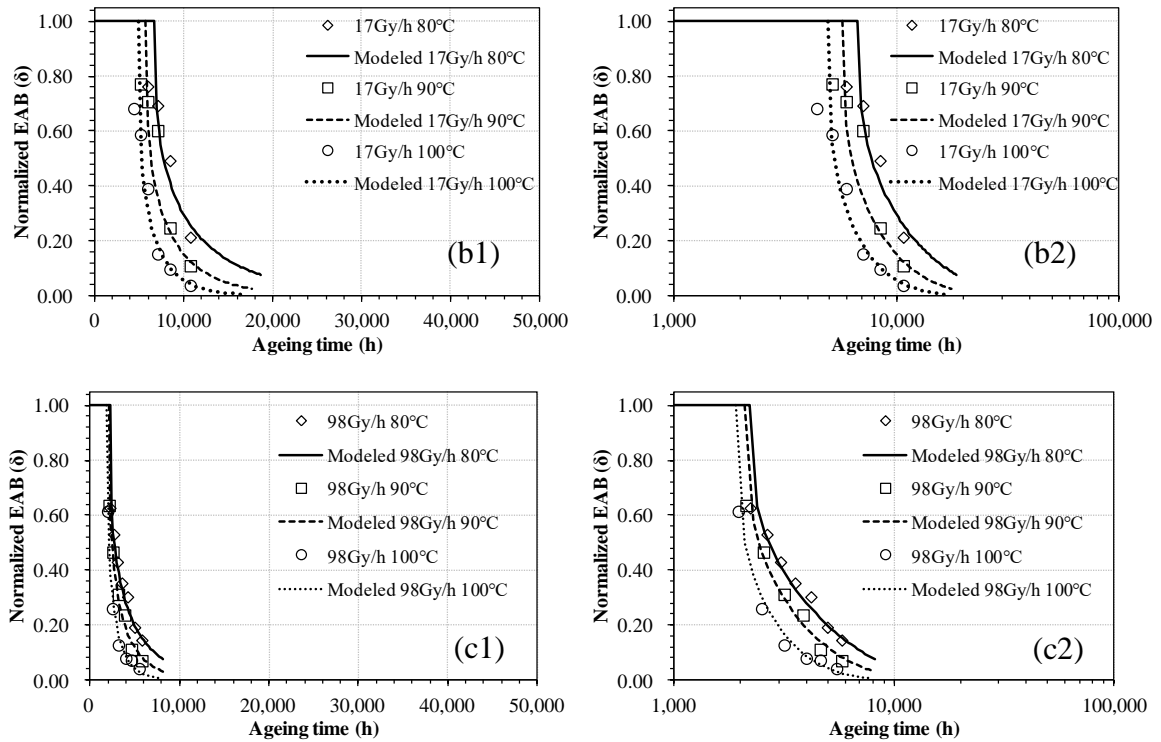 1.00
0.80
0.60
0.40
0.20
0.00
Normalized EAB (δ)
0
10,000
20,000
30,000
40,000
50,000
Ageing time (h)
17Gy/h 80°C
Modeled 17Gy/h 80°C
17Gy/h 90°C
Modeled 17Gy/h 90°C
17Gy/h 100°C
Modeled 17Gy/h 100°C
(b1)
1.00
0.80
0.60
0.40
0.20
0.00
Normalized EAB (δ)
1,000
10,000
100,000
Ageing time (h)
17Gy/h 80°C
Modeled 17Gy/h 80°C
17Gy/h 90°C
Modeled 17Gy/h 90°C
17Gy/h 100°C
Modeled 17Gy/h 100°C
(b2)
1.00
0.80
0.60
0.40
0.20
0.00
Normalized EAB (δ)
0
10,000
20,000
30,000
40,000
50,000
Ageing time (h)
98Gy/h 80°C
Modeled 98Gy/h 80°C
98Gy/h 90°C
Modeled 98Gy/h 90°C
98Gy/h 100°C
Modeled 98Gy/h 100°C
(c1)
1.00
0.80
0.60
0.40
0.20
0.00
Normalized EAB (δ)
1,000
10,000
100,000
Ageing time (h)
98Gy/h 80°C
Modeled 98Gy/h 80°C
98Gy/h 90°C
Modeled 98Gy/h 90°C
98Gy/h 100°C
Modeled 98Gy/h 100°C
(c2)